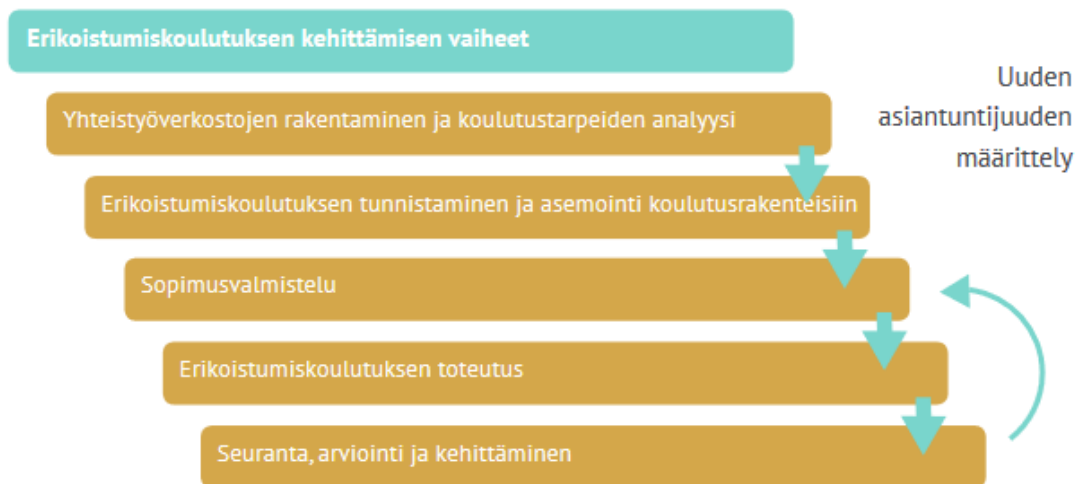 Erikoistumiskoulutuksen kehittämisen vaiheet
Uuden
asiantuntijuuden
määrittely
Yhteistyöverkostojen rakentaminen ja koulutustarpeiden analyysi
Erikoistumiskoulutuksen tunnistaminen ja asemointi koulutusrakenteisiin
Sopimusvalmistelu
Erikoistumiskoulutuksen toteutus
Seuranta, arviointi ja kehittäminen